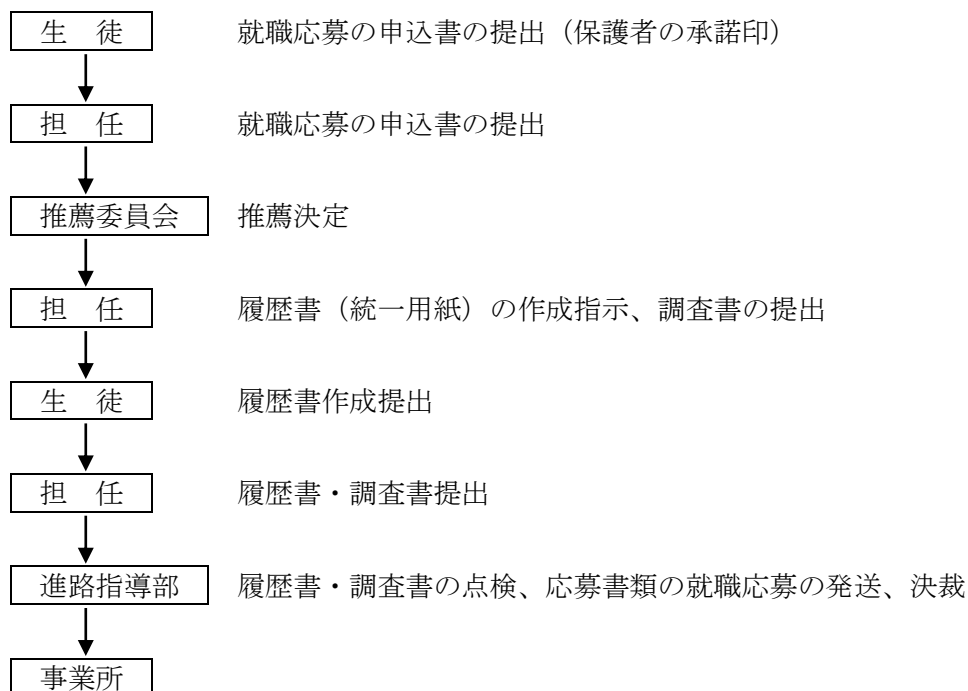 生　徒　就職応募の申込書の提出（保護者の承諾印）
担　任　就職応募の申込書の提出
推薦委員会　推薦決定
担　任　履歴書（統一用紙）の作成指示、調査書の提出
生　徒　履歴書作成提出
担　任　履歴書・調査書提出
進路指導部　履歴書・調査書の点検、応募書類の就職応募の発送、決裁
事業所